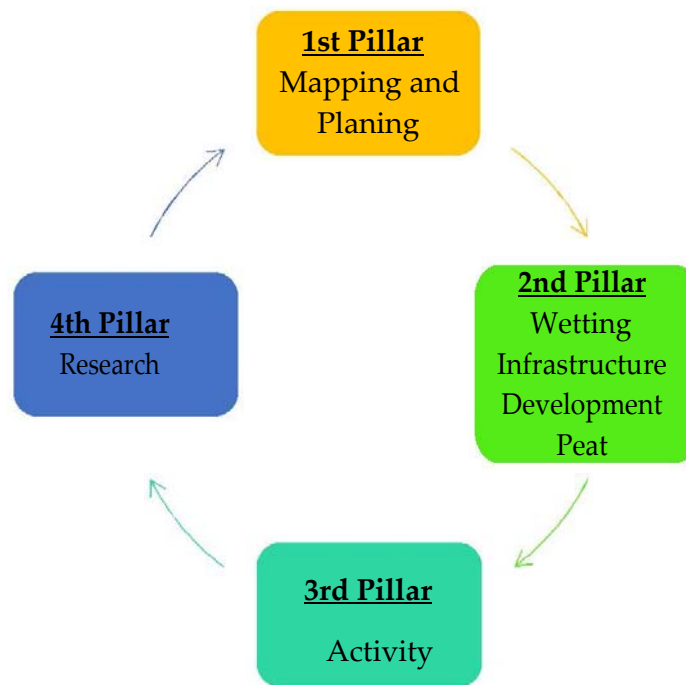 1st Pillar
Mapping and
Planing
2nd Pillar
Wetting
Infrastructure
Development
Peat
3rd Pillar
Activity
4th Pillar
Research